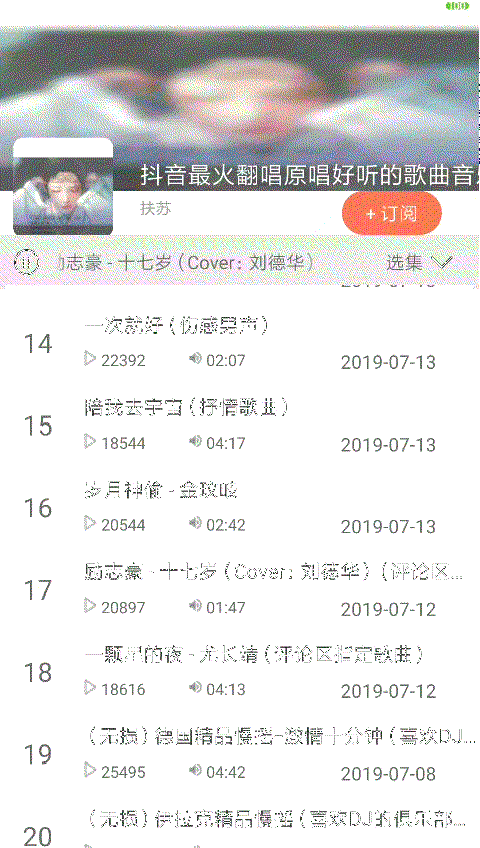 100
抖音最火翻唱原唱好听的歌曲音
扶苏
+ 订阅
志豪 - 十七岁 (Cover: 刘德华)
选集
14
一次就好 (伤感男声)
22392
02:07
2019-07-13
15
陪我去宇宙 (抒情歌曲)
18544
04:17
2019-07-13
16
岁月神偷 - 金玟岐
20544
02:42
2019-07-13
17
励志豪 - 十七岁 (Cover: 刘德华) (评论区...
20897
01:47
2019-07-12
18
一颗星的夜 - 尤长靖 (评论区指定歌曲)
18616
04:13
2019-07-12
19
(无损) 德国精品慢摇-激情十分钟 (喜欢DJ...
25495
04:42
2019-07-08
20
(无损) 伊拉克精品慢摇 (喜欢DJ的俱乐部...